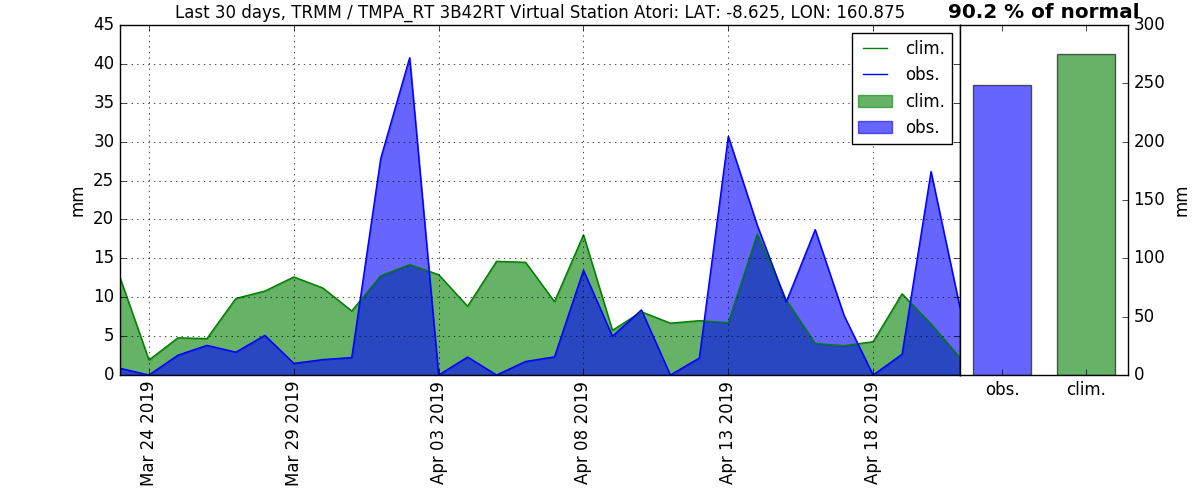 Last 30 days, TRMM / TMPA_RT 3B42RT Virtual Station Atori: LAT: -8.625, LON: 160.875
90.2 % of normal
clim.
obs.
clim.
obs.
45
40
35
30
25
20
15
10
5
0
mm
Mar 24 2019
Mar 29 2019
Apr 03 2019
Apr 08 2019
Apr 13 2019
Apr 18 2019
300
250
200
150
100
50
0
mm
obs.
clim.